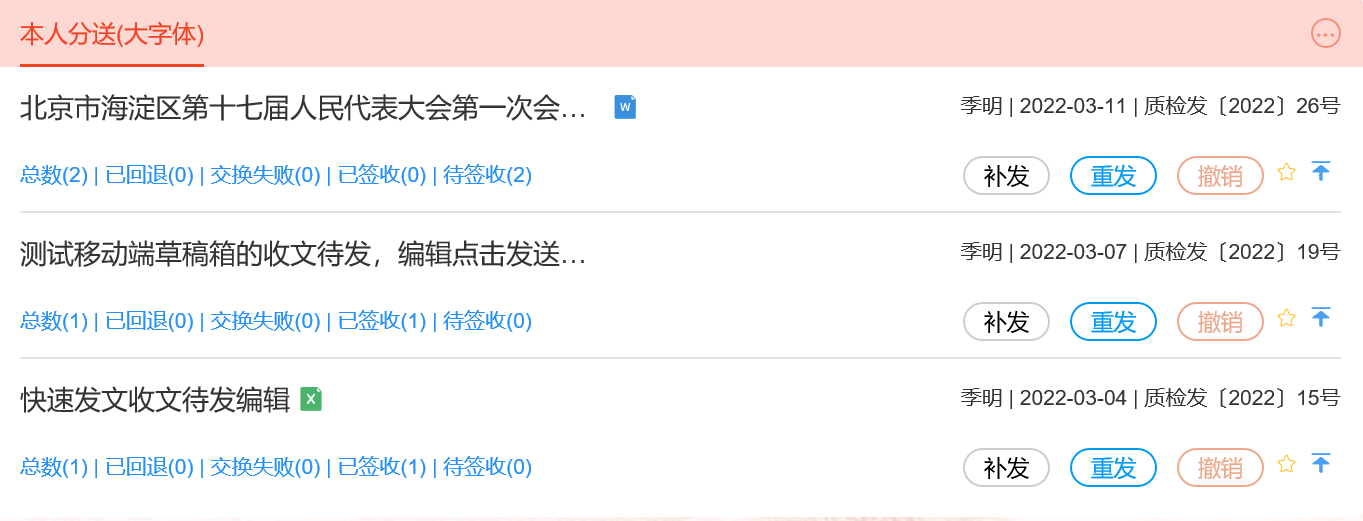 本人分送(大字体)
北京市海淀区第十七届人民代表大会第一次会… W 季明 | 2022-03-11 | 质检发〔2022〕26号
总数(2) | 已回退(0) | 交换失败(0) | 已签收(0) | 待签收(2) 补发 重发 撤销
测试移动端草稿箱的收文待发，编辑点击发送… 季明 | 2022-03-07 | 质检发〔2022〕19号
总数(1) | 已回退(0) | 交换失败(0) | 已签收(1) | 待签收(0) 补发 重发 撤销
快速发文收文待发编辑 X 季明 | 2022-03-04 | 质检发〔2022〕15号
总数(1) | 已回退(0) | 交换失败(0) | 已签收(1) | 待签收(0) 补发 重发 撤销